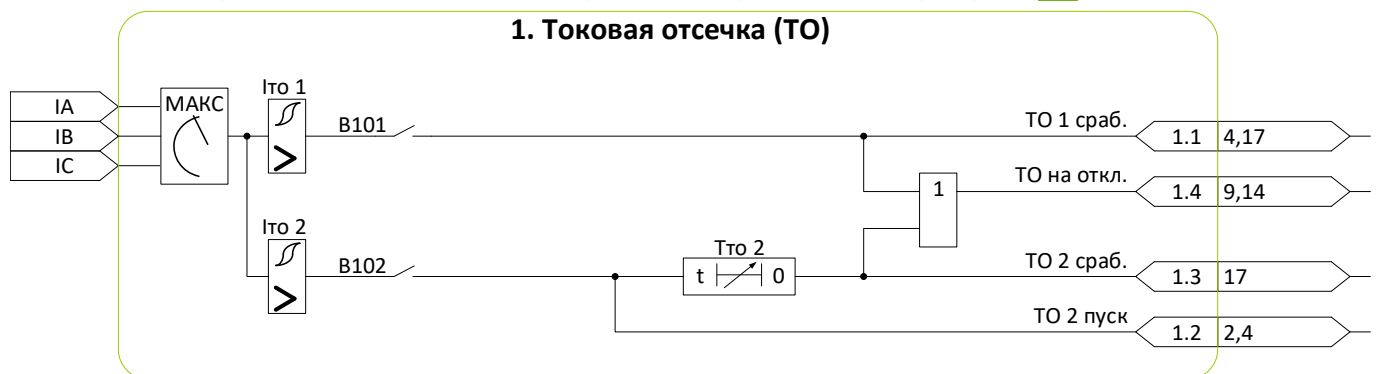 1. Токовая отсечка (ТО)
IA
IB
IC
МАКС
Iто 1
>
В101
ТО 1 сраб.
1.1 4,17
1
ТО на откл.
1.4 9,14
Iто 2
>
В102
Тто 2
t 0
ТО 2 сраб.
1.3 17
ТО 2 пуск
1.2 2,4